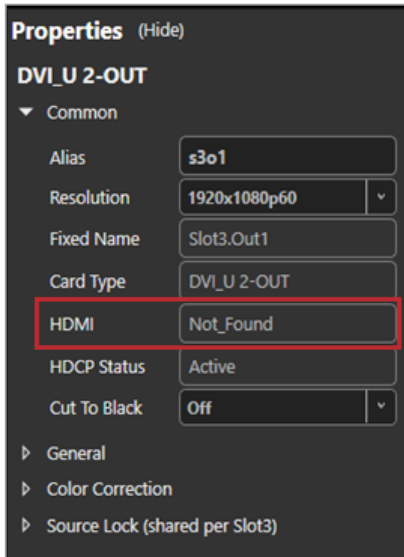 Properties (Hide)
DVI_U 2-OUT
Common
Alias s3o1
Resolution 1920x1080p60
Fixed Name Slot3.Out1
Card Type DVI_U 2-OUT
HDMI Not_Found
HDCP Status Active
Cut To Black Off
General
Color Correction
Source Lock (shared per Slot3)